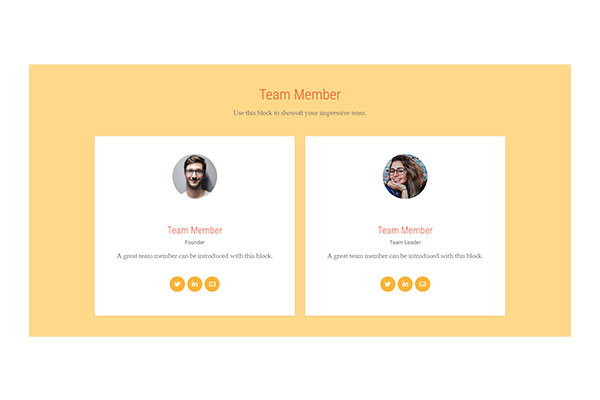 Team Member
Use this block to showoff your impressive team.
Team Member
Founder
A great team member can be introduced with this block.
Team Member
Team Leader
A great team member can be introduced with this block.